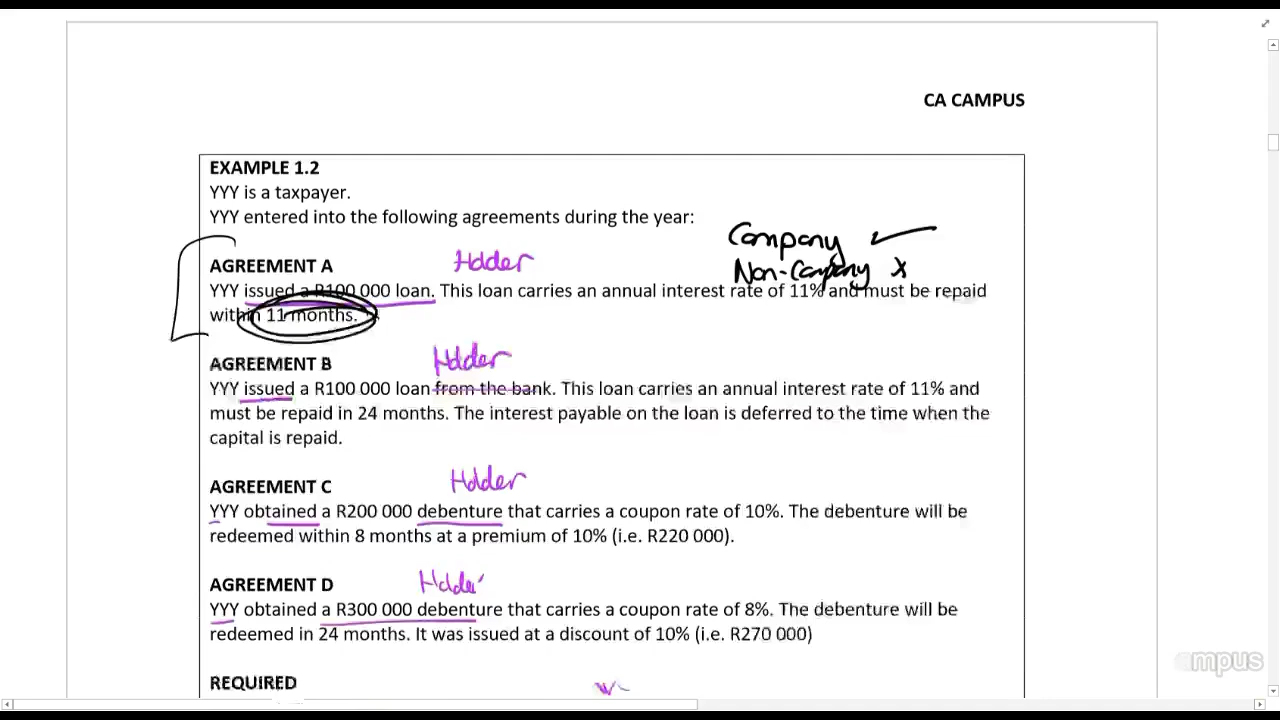 CA CAMPUS
EXAMPLE 1.2
YYY is a taxpayer.
YYY entered into the following agreements during the year:
Company ✓
Non-Company X
AGREEMENT A Holder
YYY issued a R100 000 loan. This loan carries an annual interest rate of 11% and must be repaid
within 11 months.
AGREEMENT B Holder
YYY issued a R100 000 loan from the bank. This loan carries an annual interest rate of 11% and
must be repaid in 24 months. The interest payable on the loan is deferred to the time when the
capital is repaid.
AGREEMENT C Holder
YYY obtained a R200 000 debenture that carries a coupon rate of 10%. The debenture will be
redeemed within 8 months at a premium of 10% (i.e. R220 000).
AGREEMENT D Holder
YYY obtained a R300 000 debenture that carries a coupon rate of 8%. The debenture will be
redeemed in 24 months. It was issued at a discount of 10% (i.e. R270 000)
REQUIRED
mpus